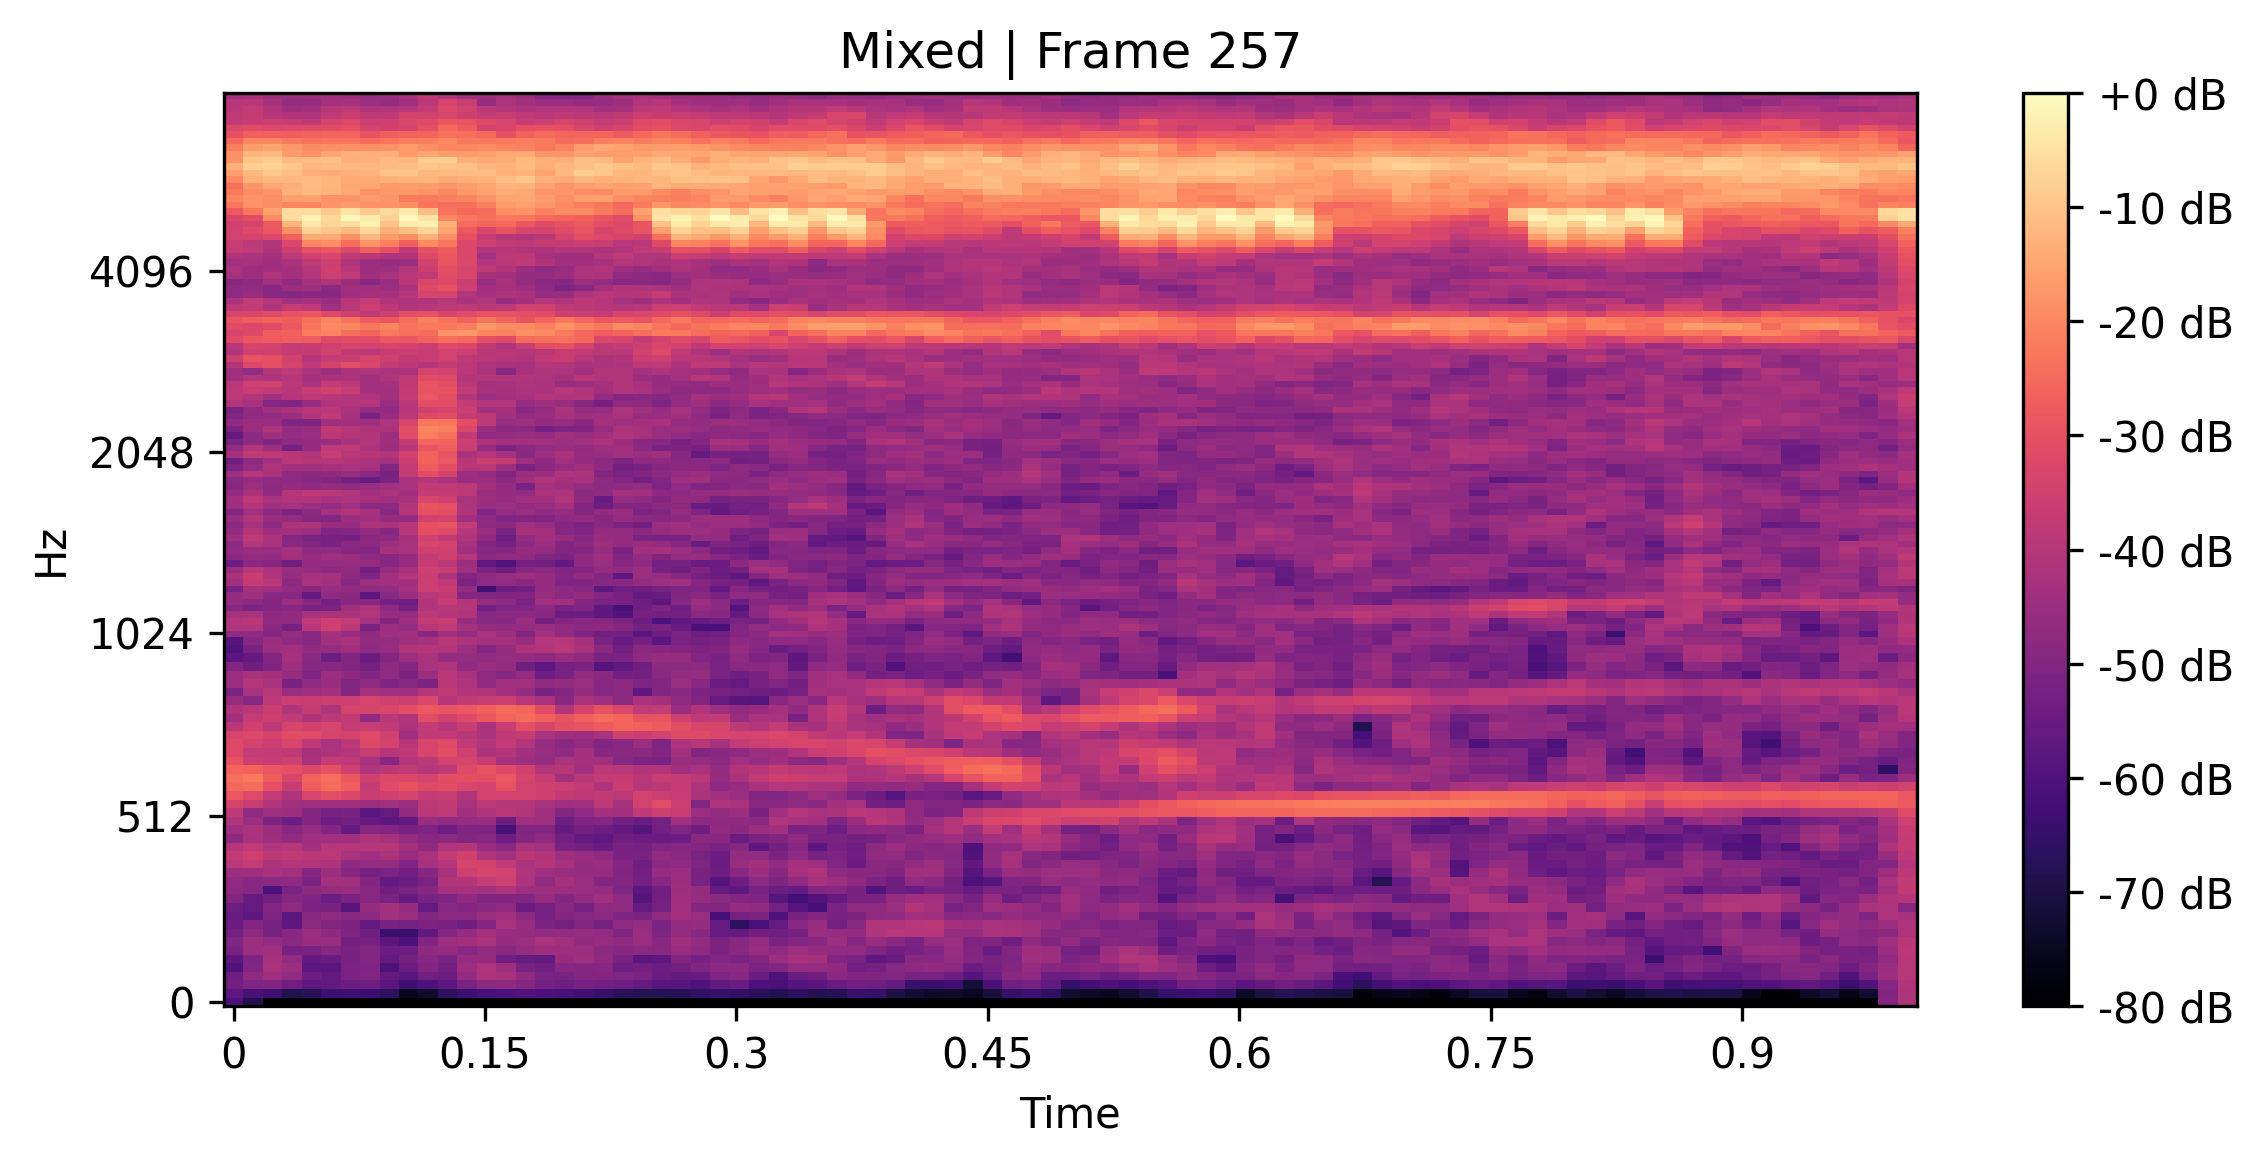 Mixed | Frame 257
Hz
4096
2048
1024
512
0
0 0.15 0.3 0.45 0.6 0.75 0.9
Time
+0 dB
-10 dB
-20 dB
-30 dB
-40 dB
-50 dB
-60 dB
-70 dB
-80 dB